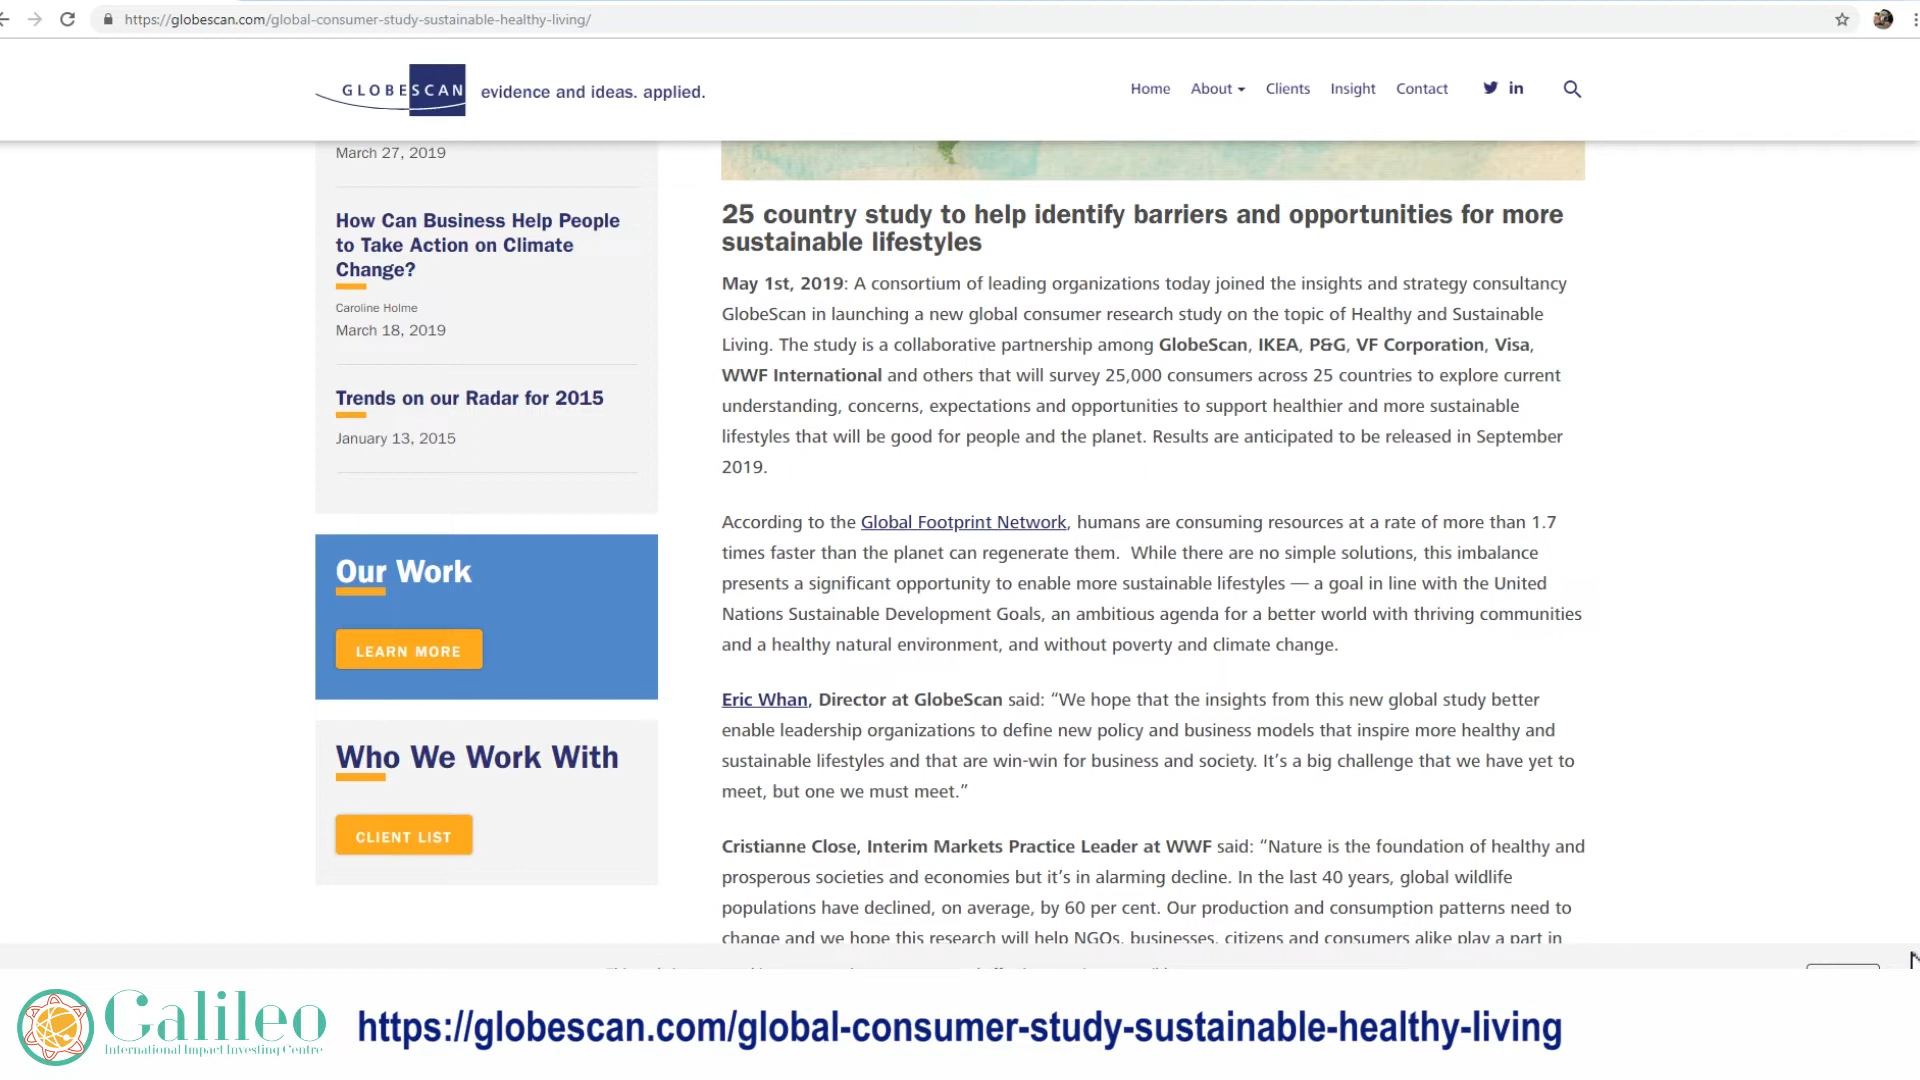 https://globescan.com/global-consumer-study-sustainable-healthy-living/
GLOBESCAN
evidence and ideas. applied.
Home About Clients Insight Contact in
March 27, 2019
How Can Business Help People
to Take Action on Climate
Change?
Caroline Holme
March 18, 2019
Trends on our Radar for 2015
January 13, 2015
Our Work
LEARN MORE
Who We Work With
CLIENT LIST
25 country study to help identify barriers and opportunities for more
sustainable lifestyles
May 1st, 2019: A consortium of leading organizations today joined the insights and strategy consultancy
GlobeScan in launching a new global consumer research study on the topic of Healthy and Sustainable
Living. The study is a collaborative partnership among GlobeScan, IKEA, P&G, VF Corporation, Visa,
WWF International and others that will survey 25,000 consumers across 25 countries to explore current
understanding, concerns, expectations and opportunities to support healthier and more sustainable
lifestyles that will be good for people and the planet. Results are anticipated to be released in September
2019.
According to the Global Footprint Network, humans are consuming resources at a rate of more than 1.7
times faster than the planet can regenerate them. While there are no simple solutions, this imbalance
presents a significant opportunity to enable more sustainable lifestyles — a goal in line with the United
Nations Sustainable Development Goals, an ambitious agenda for a better world with thriving communities
and a healthy natural environment, and without poverty and climate change.
Eric Whan, Director at GlobeScan said: “We hope that the insights from this new global study better
enable leadership organizations to define new policy and business models that inspire more healthy and
sustainable lifestyles and that are win-win for business and society. It’s a big challenge that we have yet to
meet, but one we must meet.”
Cristianne Close, Interim Markets Practice Leader at WWF said: “Nature is the foundation of healthy and
prosperous societies and economies but it’s in alarming decline. In the last 40 years, global wildlife
populations have declined, on average, by 60 per cent. Our production and consumption patterns need to
change and we hope this research will help NGOs, businesses, citizens and consumers alike play a part in
Galileo
International Impact Investing Centre
https://globescan.com/global-consumer-study-sustainable-healthy-living